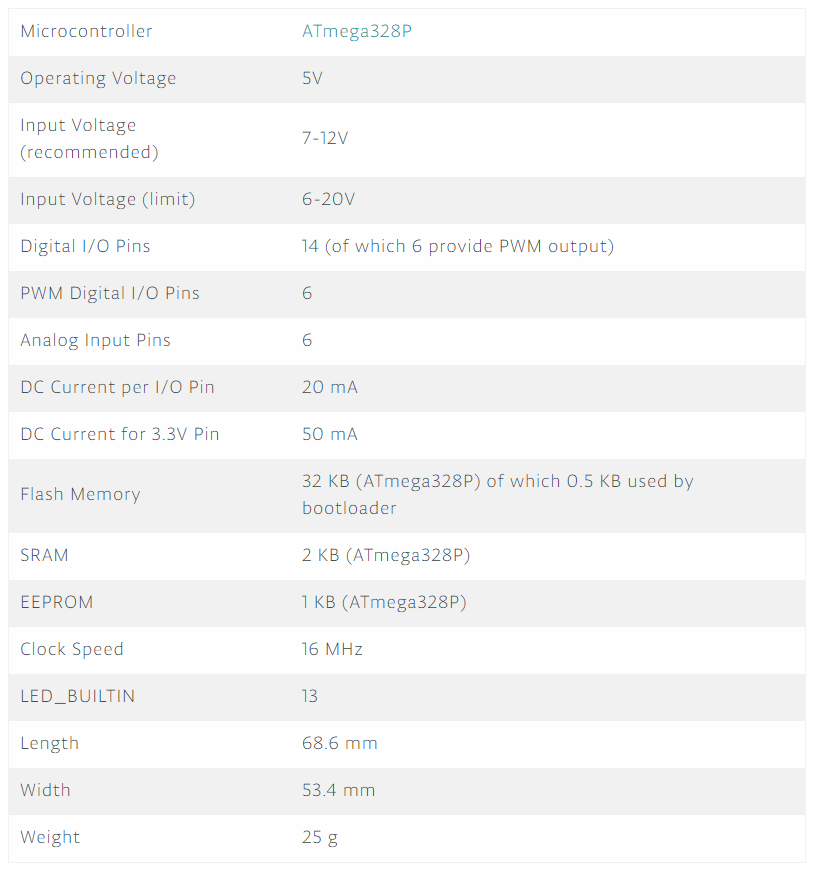 Microcontroller ATmega328P
Operating Voltage 5V
Input Voltage
(recommended) 7-12V
Input Voltage (limit) 6-20V
Digital I/O Pins 14 (of which 6 provide PWM output)
PWM Digital I/O Pins 6
Analog Input Pins 6
DC Current per I/O Pin 20 mA
DC Current for 3.3V Pin 50 mA
Flash Memory 32 KB (ATmega328P) of which 0.5 KB used by
bootloader
SRAM 2 KB (ATmega328P)
EEPROM 1 KB (ATmega328P)
Clock Speed 16 MHz
LED_BUILTIN 13
Length 68.6 mm
Width 53.4 mm
Weight 25 g